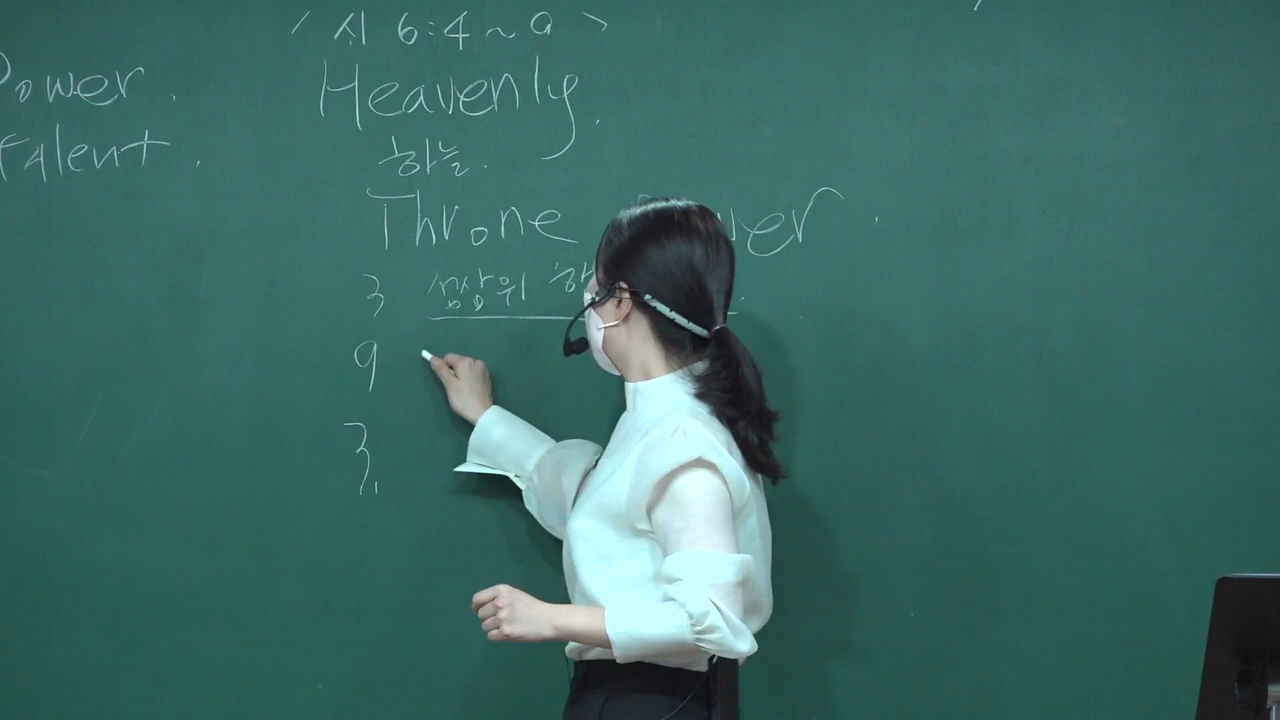 Power.
Talent.
< 시 6:4~9 >
Heavenly.
하늘.
Throne
3
9
3.